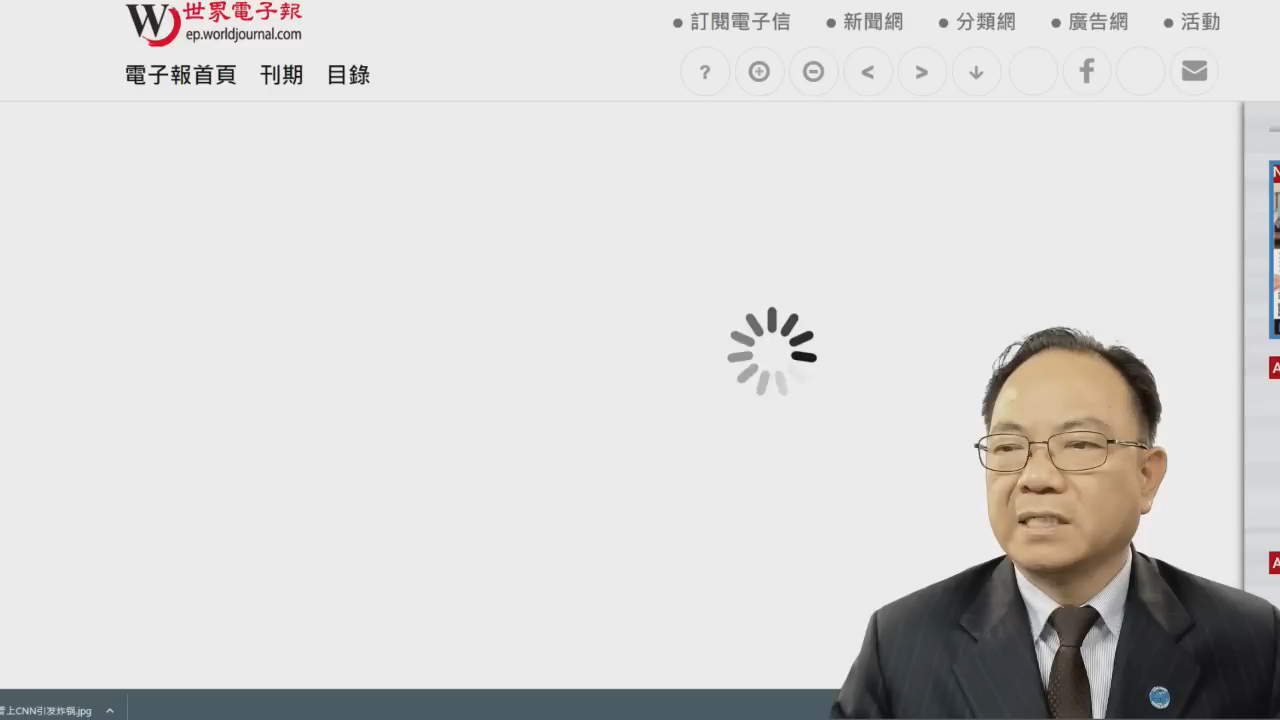 世界電子報
ep.worldjournal.com
● 訂閱電子信 ● 新聞網 ● 分類網 ● 廣告網 ● 活動
電子報首頁 刊期 目錄
上CNN引发炸锅.jpg